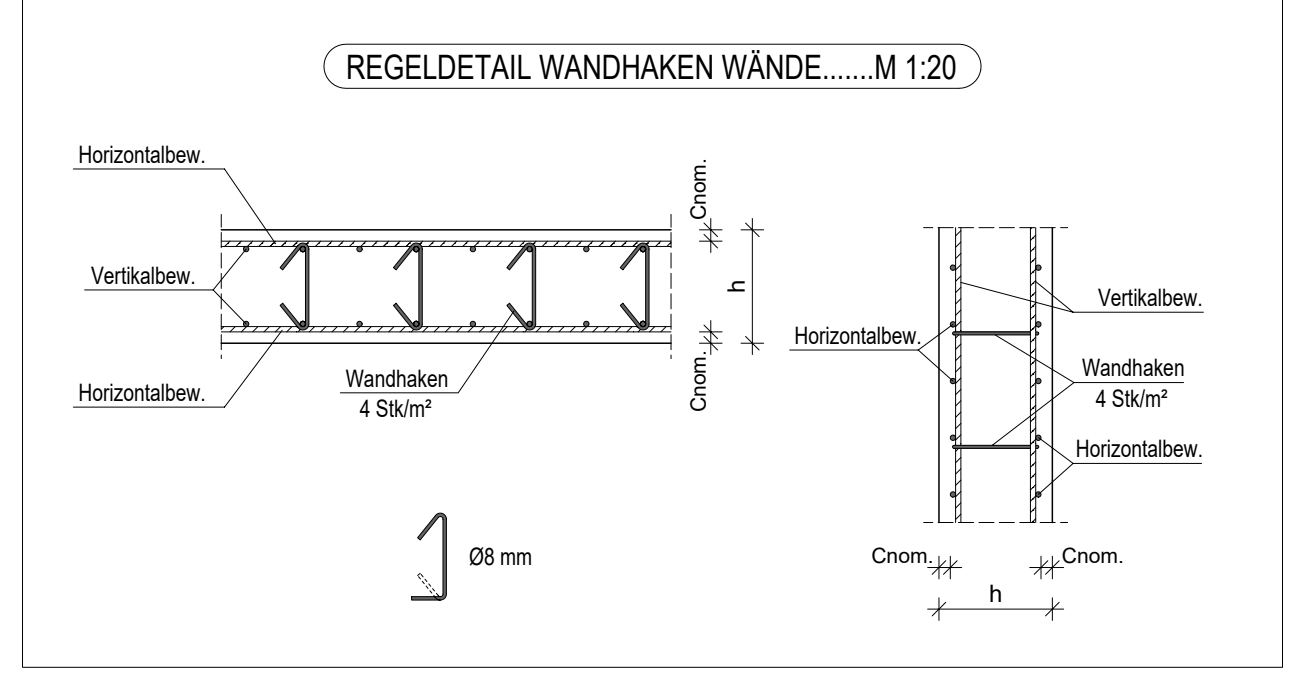 REGELDETAIL WANDHAKEN WÄNDE.......M 1:20
Horizontalbew.
Vertikalbew.
Horizontalbew.
Wandhaken
4 Stk/m²
Cnom.
h
Cnom.
Ø8 mm
Vertikalbew.
Horizontalbew.
Wandhaken
4 Stk/m²
Horizontalbew.
Cnom.
Cnom.
h